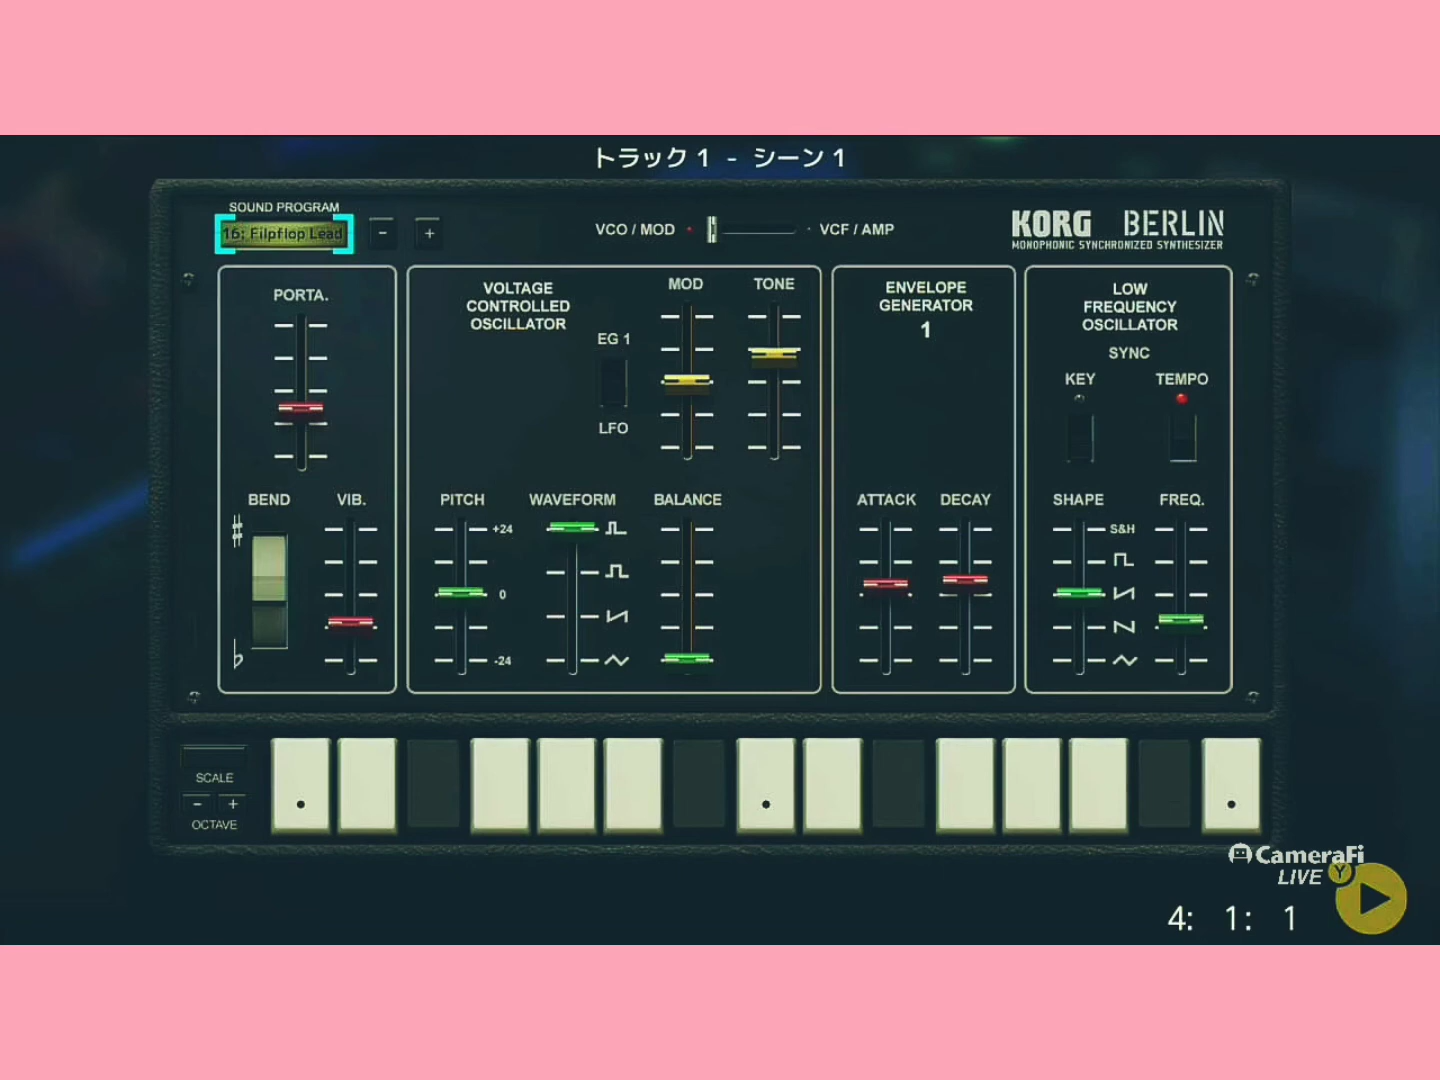 トラック 1 - シーン 1
SOUND PROGRAM
16: Filpflop Lead
- +
VCO / MOD
VCF / AMP
KORG BERLIN
MONOPHONIC SYNCHRONIZED SYNTHESIZER
PORTA.
VOLTAGE
CONTROLLED
OSCILLATOR
MOD
TONE
EG 1
LFO
ENVELOPE
GENERATOR
1
LOW
FREQUENCY
OSCILLATOR
SYNC
KEY
TEMPO
BEND
VIB.
PITCH
WAVEFORM
BALANCE
+24
0
-24
ATTACK
DECAY
SHAPE
FREQ.
S&H
SCALE
- +
OCTAVE
CameraFi
LIVE
Y
4: 1: 1